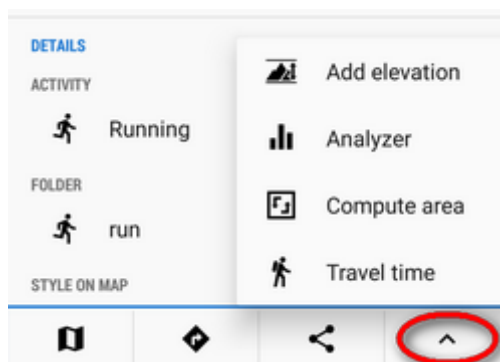 DETAILS
ACTIVITY
Running
FOLDER
run
STYLE ON MAP
Add elevation
Analyzer
Compute area
Travel time